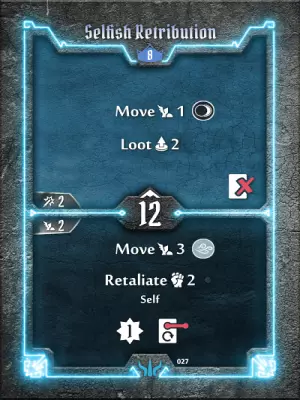 Selfish Retribution
8
Move 1
Loot 2
2
12
2
Move 3
Retaliate 2
Self
1
027